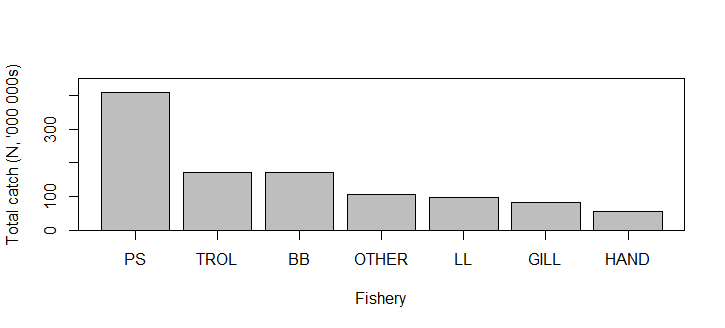 Total catch (N, '000 000s)
300
100
0
PS TROL BB OTHER LL GILL HAND
Fishery